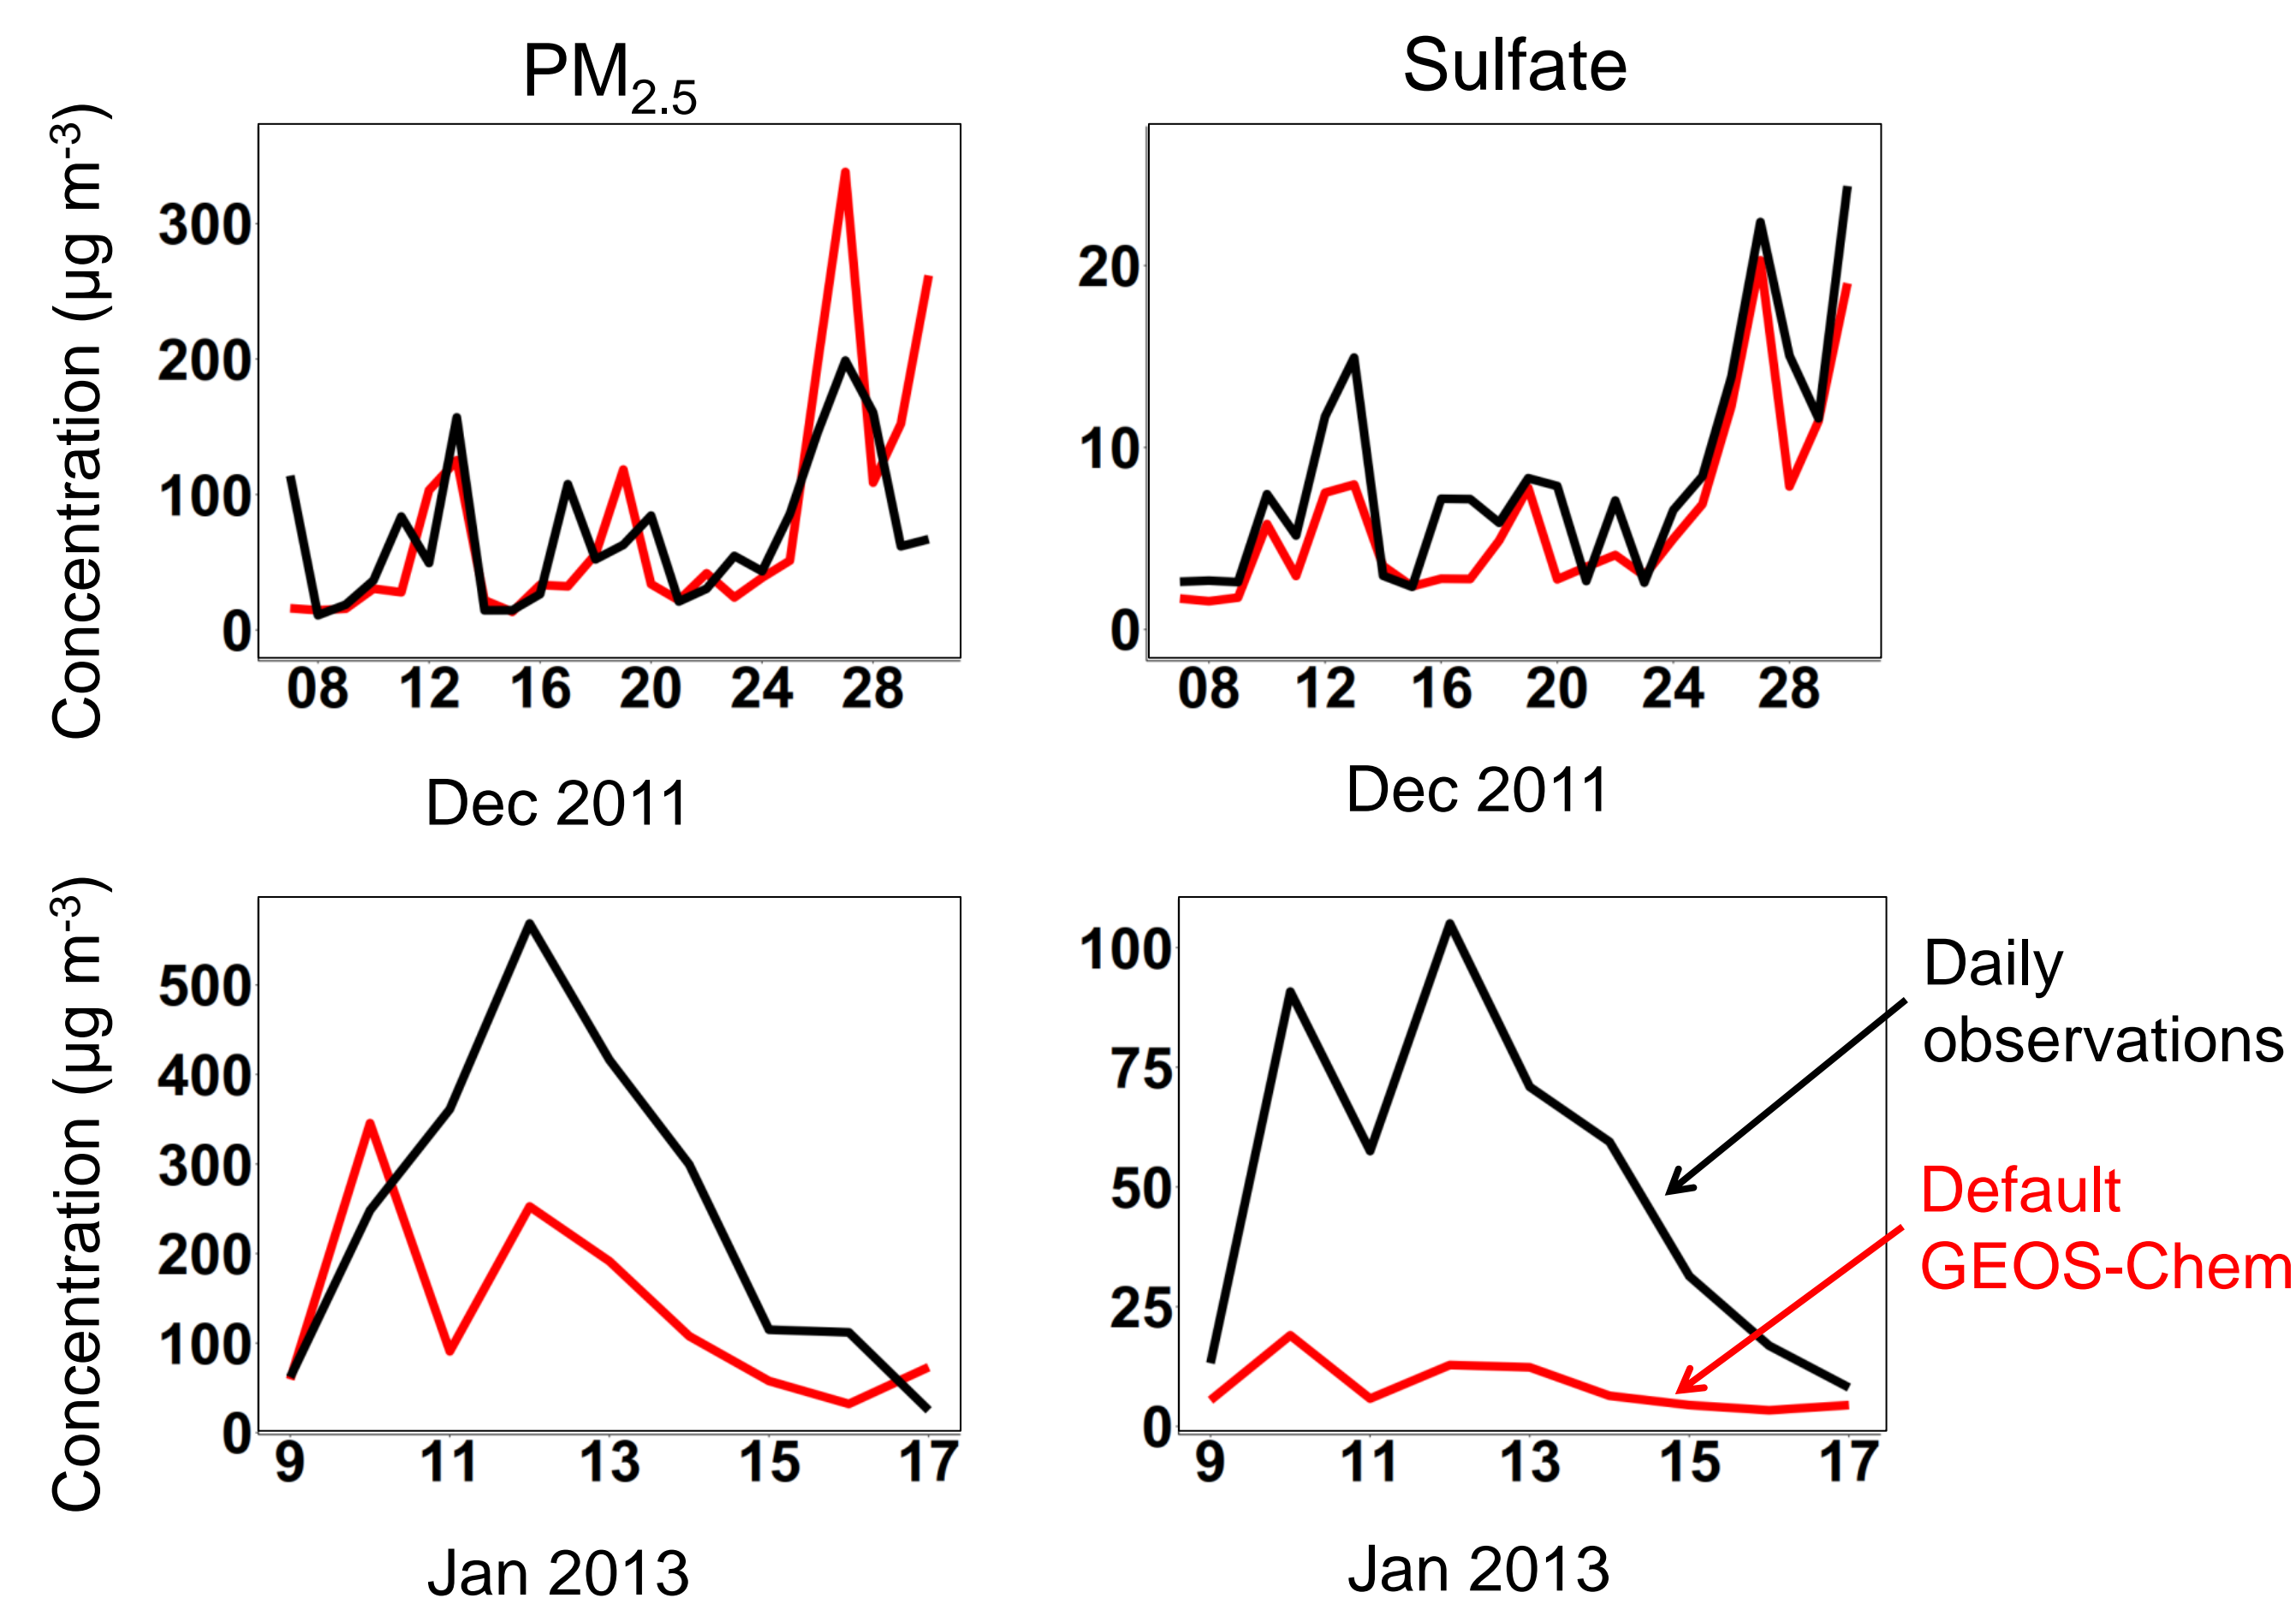 PM2.5
Sulfate
Concentration (µg m-3)
300
200
100
0
08 12 16 20 24 28
Dec 2011
20
10
0
08 12 16 20 24 28
Dec 2011
Concentration (µg m-3)
500
400
300
200
100
0
9 11 13 15 17
Jan 2013
100
75
50
25
0
9 11 13 15 17
Jan 2013
Daily
observations
Default
GEOS-Chem